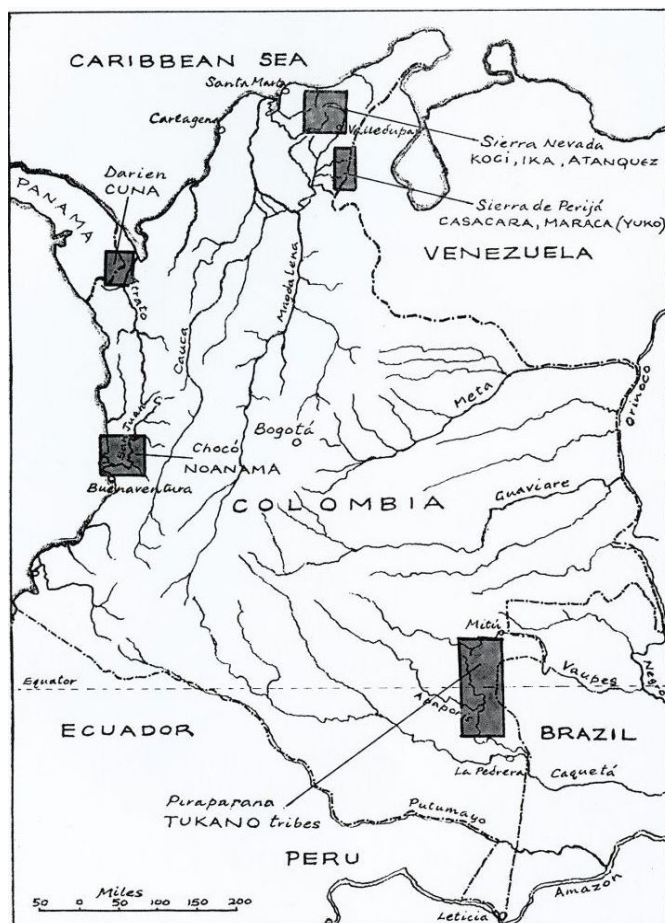 CARIBBEAN SEA
Santa Marta
Cartagena
Valledupar
Sierra Nevada
KOGI, IKA, ATANQUEZ
Darien
CUNA
PANAMA
Sierra de Perijá
CASACARA, MARACA (YUKO)
VENEZUELA
Atrato
Magdalena
Cauca
Meta
Orinoco
San Juan
Bogotá
Chocó
NOANAMA
Buenaventura
COLOMBIA
Guaviare
Mitú
Vaupes
Negro
Equator
Apaporis
ECUADOR
BRAZIL
La Pedrera
Caquetá
Piraparana
TUKANO tribes
Putumayo
PERU
Amazon
Leticia
Miles
50 0 50 100 200